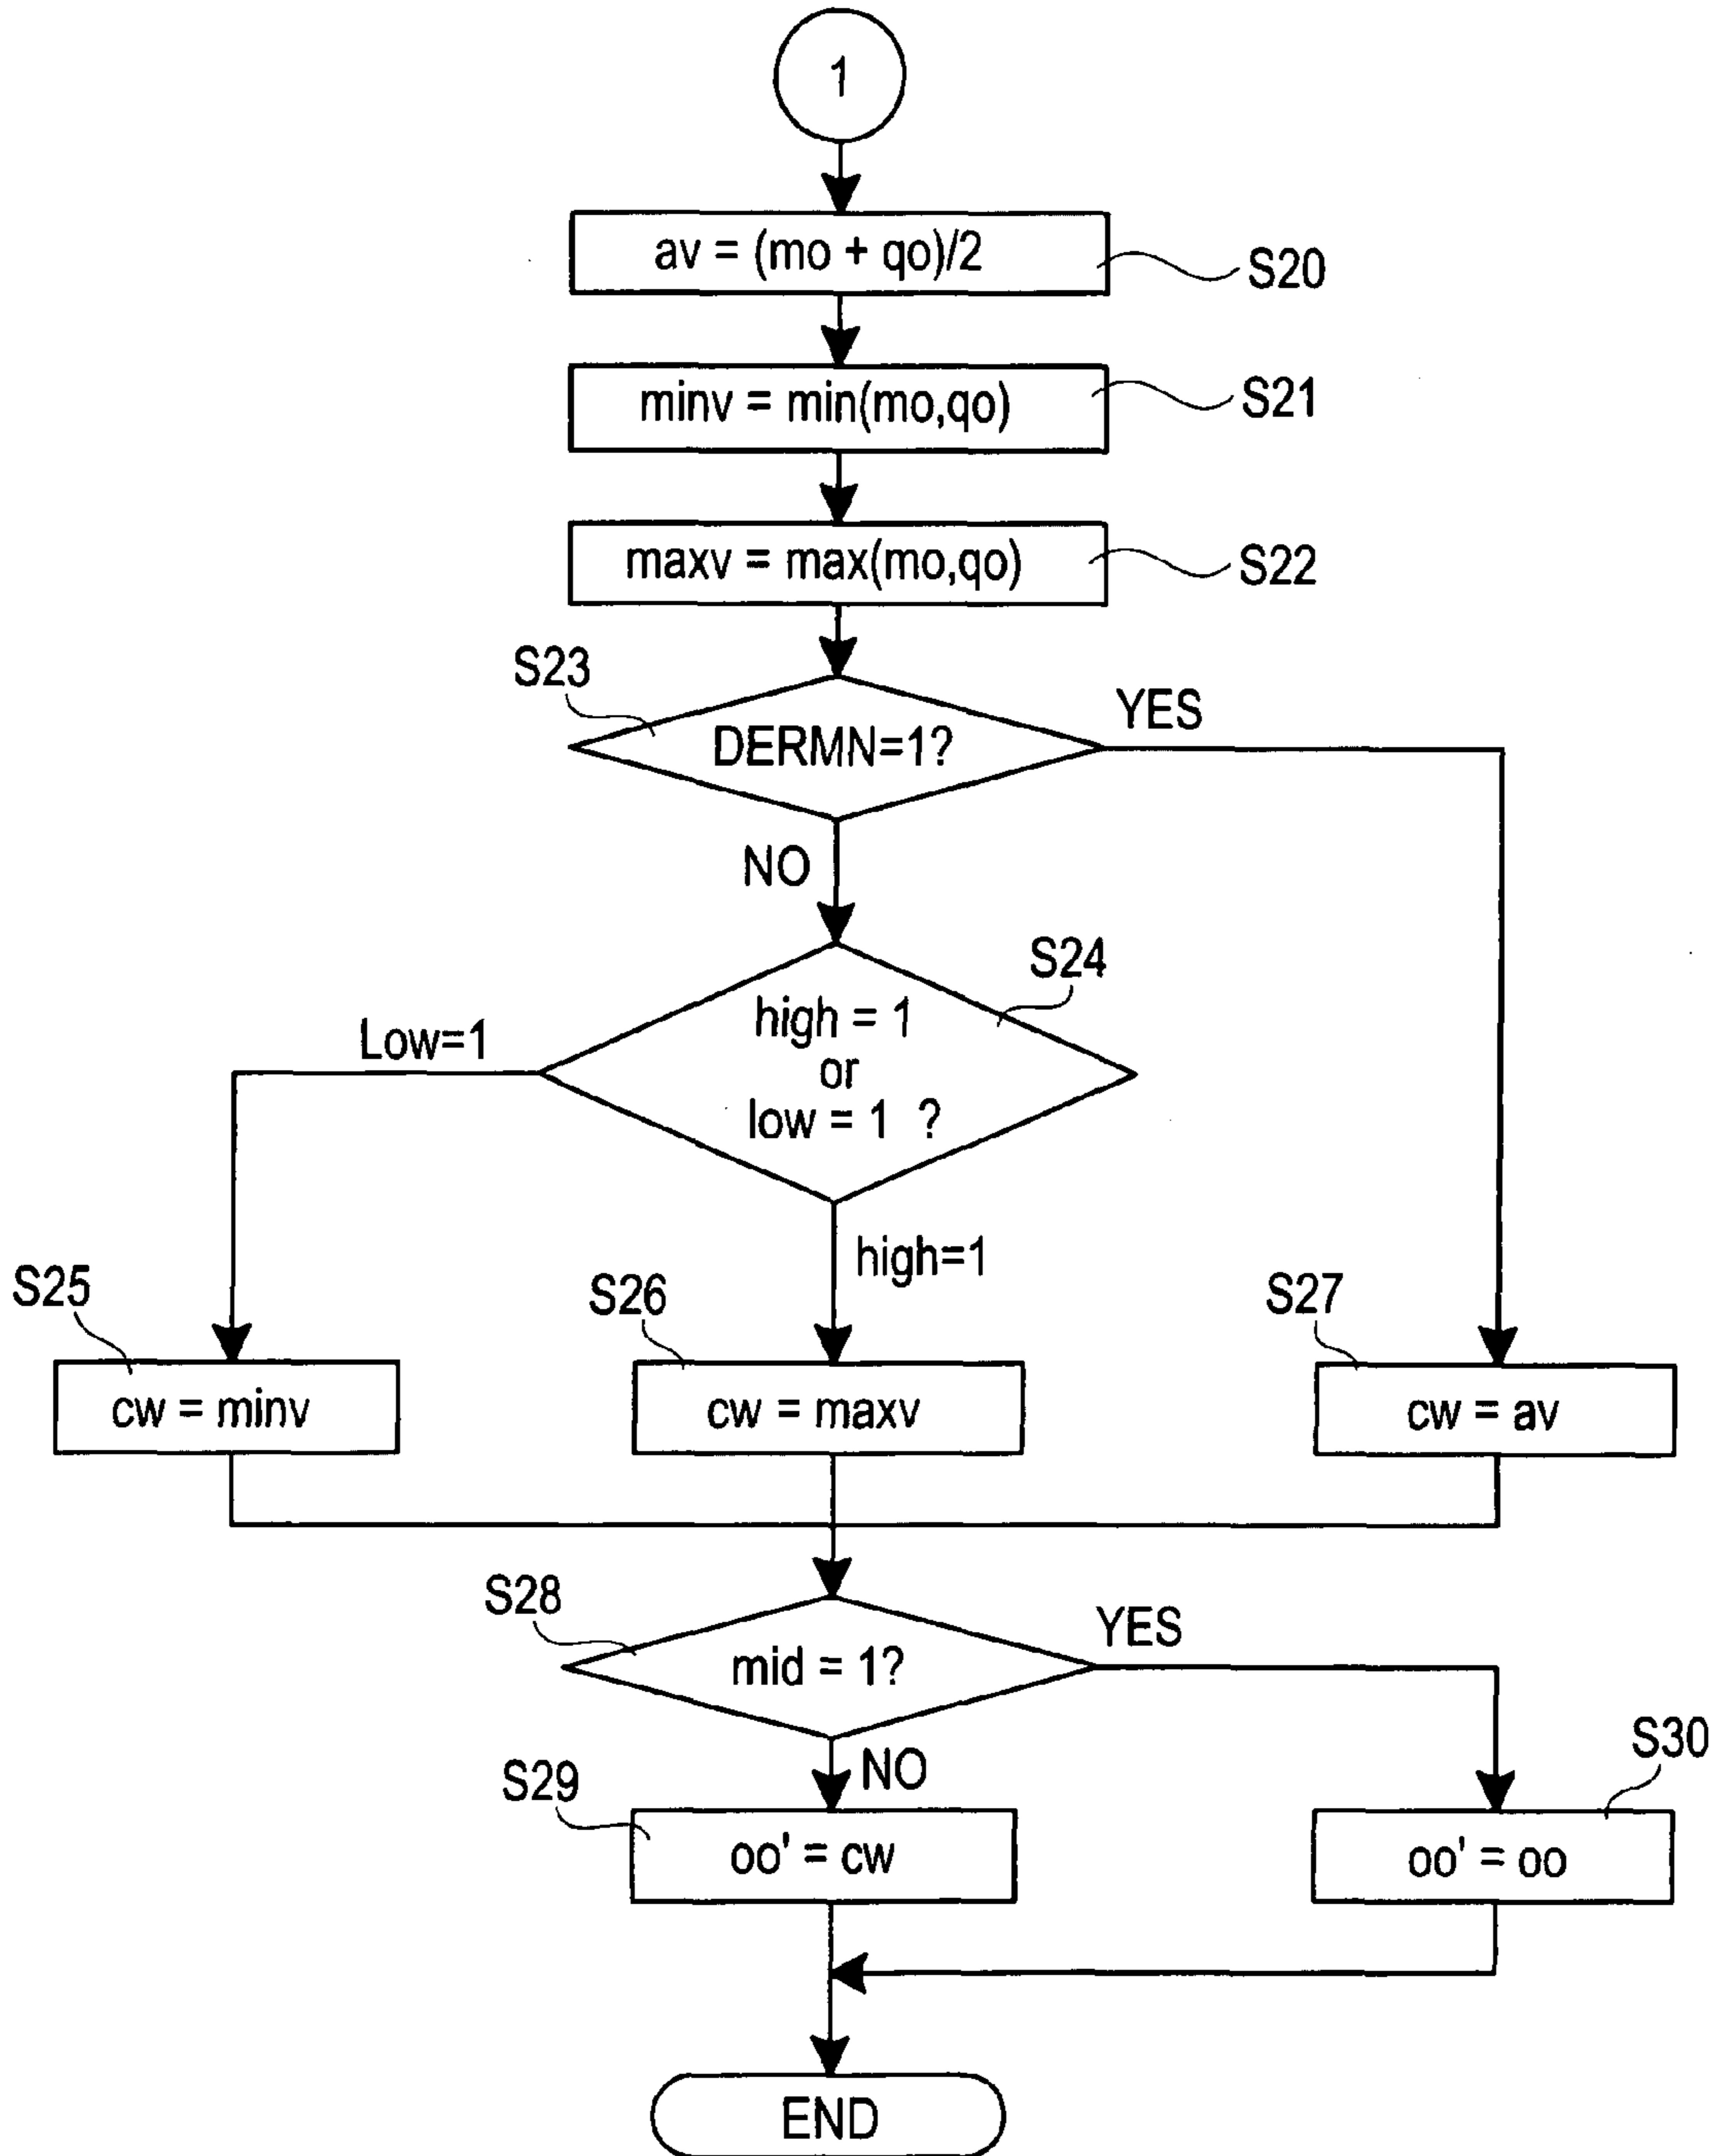 1
av = (mo + qo)/2
S20
minv = min(mo,qo)
S21
maxv = max(mo,qo)
S22
S23
DERMN=1?
YES
NO
S24
high = 1
or
low = 1 ?
Low=1
high=1
S25
cw = minv
S26
cw = maxv
S27
cw = av
S28
mid = 1?
YES
NO
S29
oo' = cw
S30
oo' = oo
END